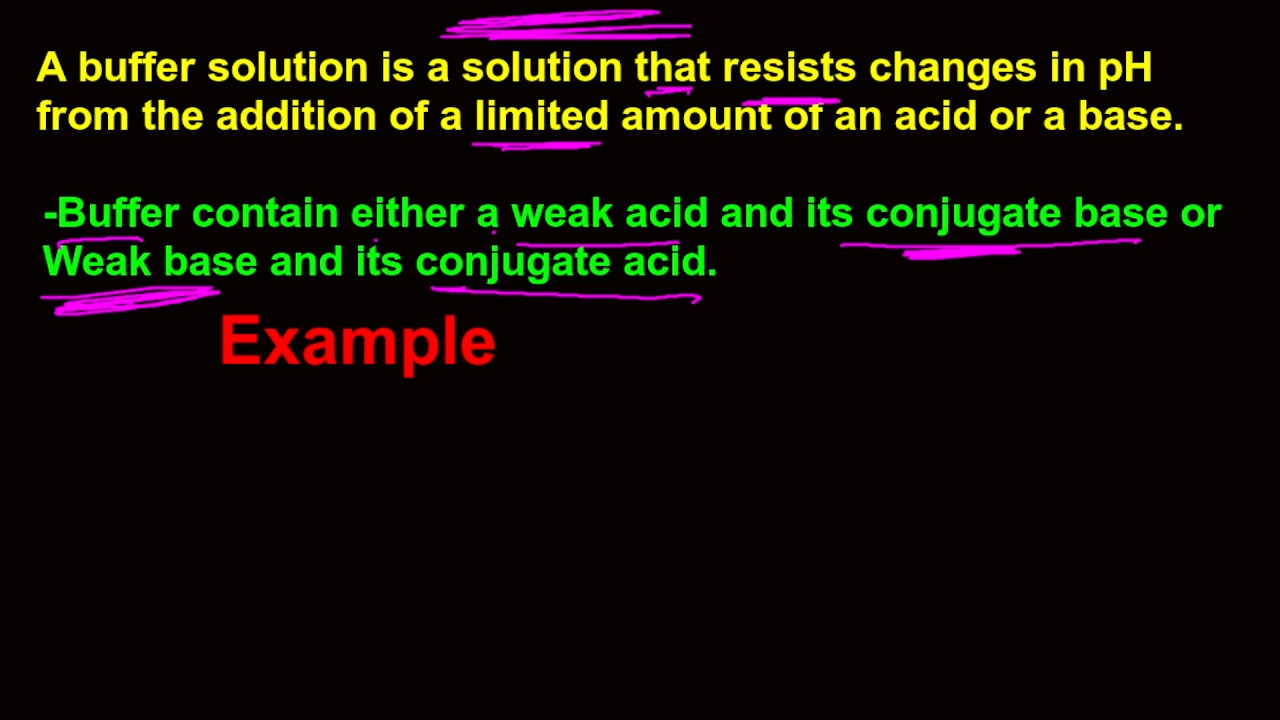 A buffer solution is a solution that resists changes in pH
from the addition of a limited amount of an acid or a base.
-Buffer contain either a weak acid and its conjugate base or
Weak base and its conjugate acid.
Example